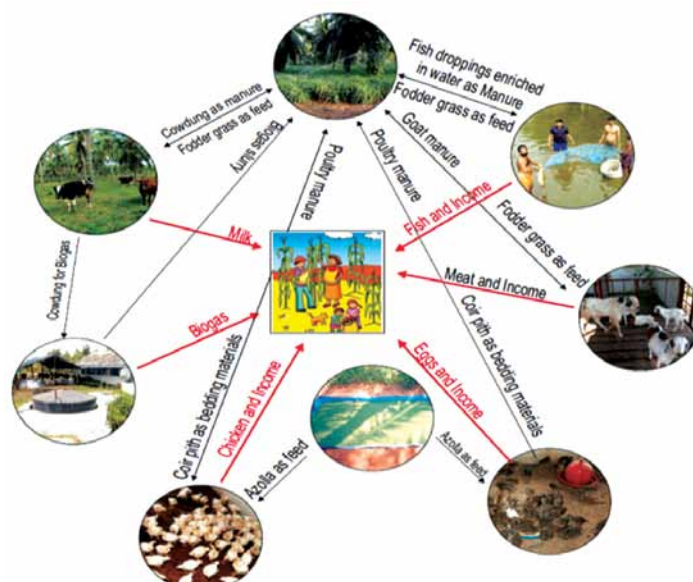 Fish droppings enriched
in water as Manure
Fodder grass as feed
Cowdung as manure
Fodder grass as feed
Biogas slurry
Poultry manure
Poultry manure
Goat manure
Fodder grass as feed
Milk
Fish and Income
Meat and Income
Cowdung for Biogas
Biogas
Coir pith as bedding materials
Chicken and Income
Eggs and Income
Coir pith as bedding materials
Azolla as feed
Azolla as feed